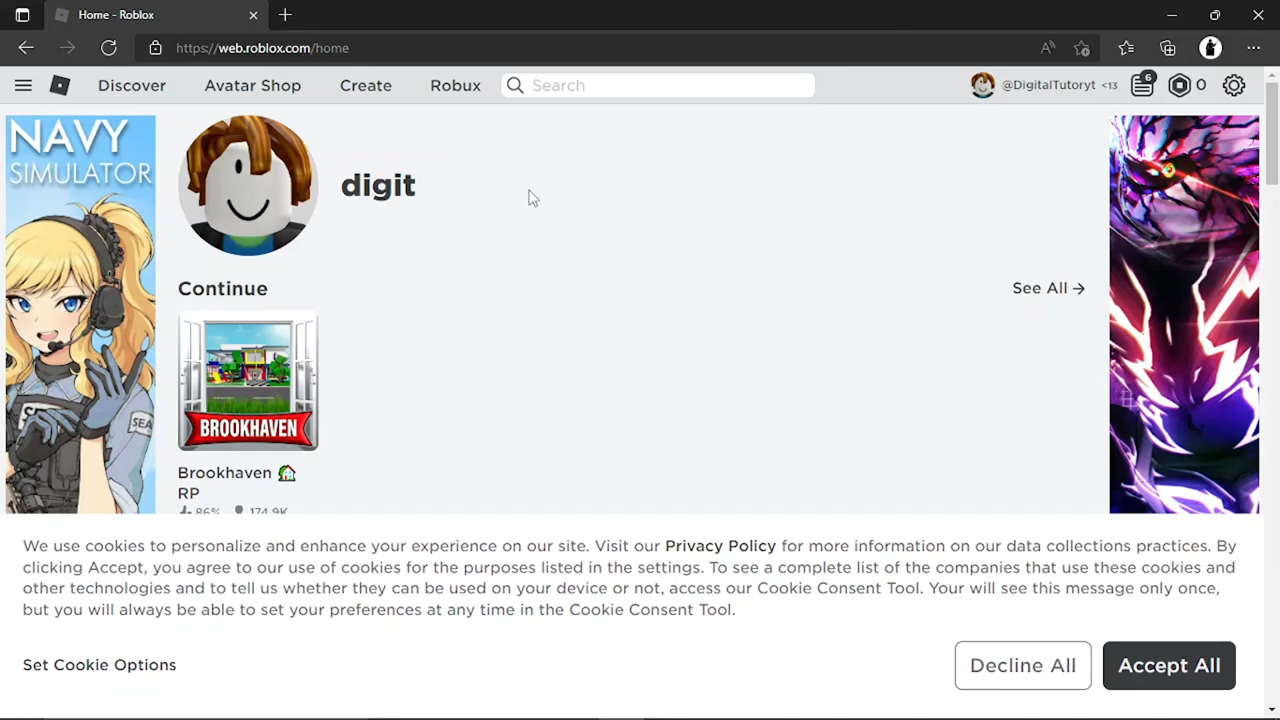 Home - Roblox
https://web.roblox.com/home
Discover
Avatar Shop
Create
Robux
Search
@DigitalTutoryt <13
6
0
NAVY
SIMULATOR
digit
Continue
See All →
SEA
BROOKHAVEN
Brookhaven 🏠
RP
86% 174.9K
We use cookies to personalize and enhance your experience on our site. Visit our Privacy Policy for more information on our data collections practices. By
clicking Accept, you agree to our use of cookies for the purposes listed in the settings. To see a complete list of the companies that use these cookies and
other technologies and to tell us whether they can be used on your device or not, access our Cookie Consent Tool. Your will see this message only once,
but you will always be able to set your preferences at any time in the Cookie Consent Tool.
Set Cookie Options
Decline All
Accept All